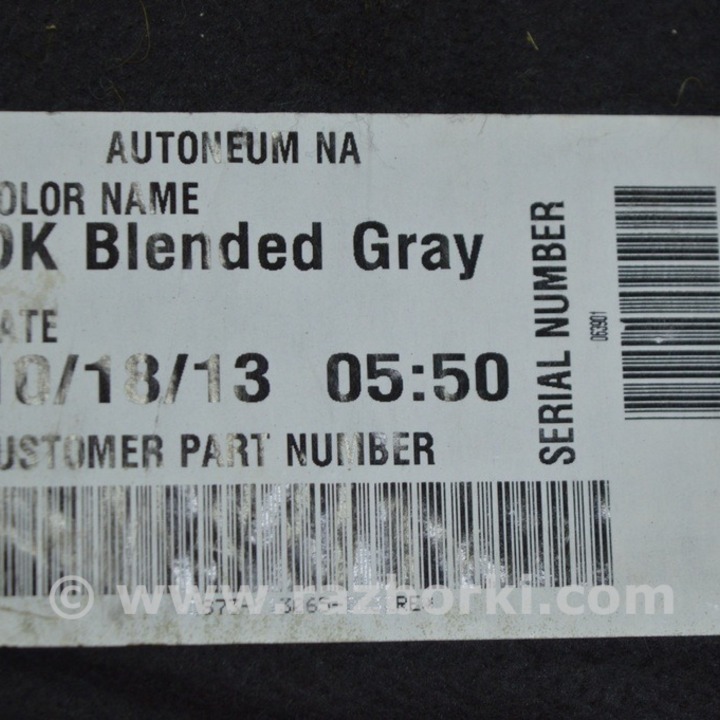 AUTONEUM NA
OLOR NAME
DK Blended Gray
ATE
10/18/13 05:50
USTOMER PART NUMBER
SERIAL NUMBER
063901
© www.razborki.com